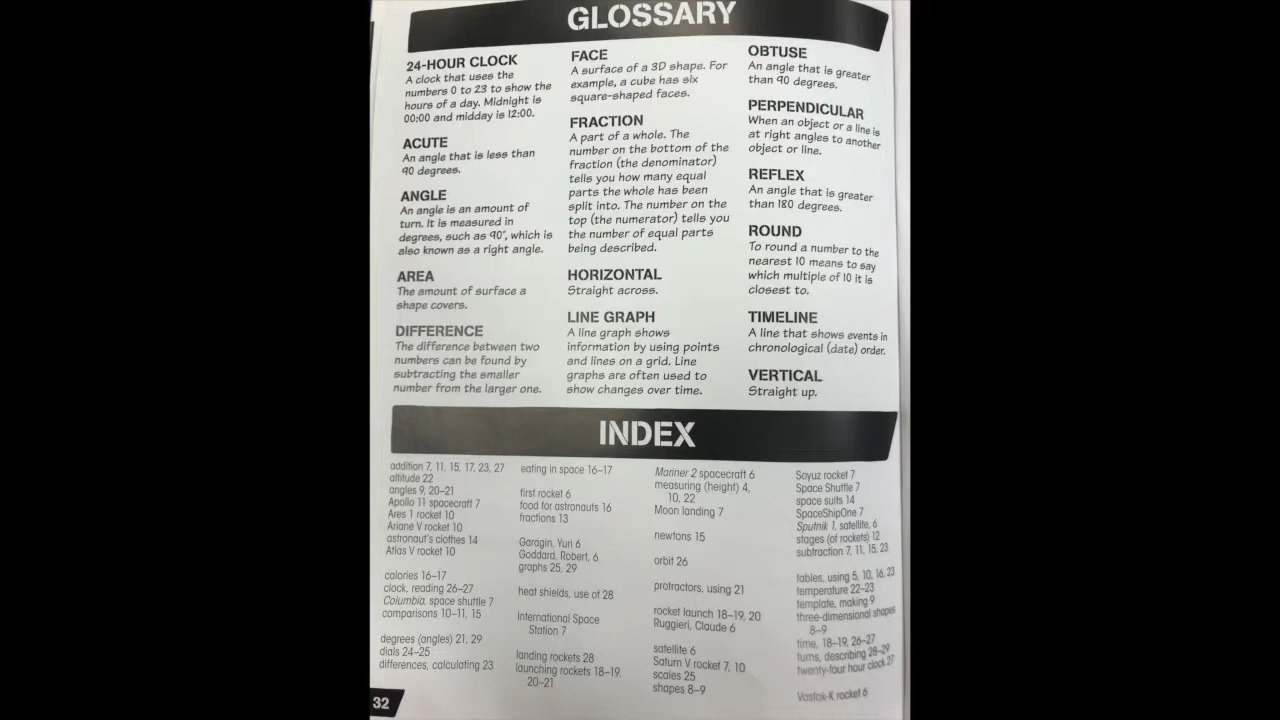 GLOSSARY
24-HOUR CLOCK
A clock that uses the
numbers 0 to 23 to show the
hours of a day. Midnight is
00:00 and midday is 12:00.
ACUTE
An angle that is less than
90 degrees.
ANGLE
An angle is an amount of
turn. It is measured in
degrees, such as 90°, which is
also known as a right angle.
AREA
The amount of surface a
shape covers.
DIFFERENCE
The difference between two
numbers can be found by
subtracting the smaller
number from the larger one.
FACE
A surface of a 3D shape. For
example, a cube has six
square-shaped faces.
FRACTION
A part of a whole. The
number on the bottom of the
fraction (the denominator)
tells you how many equal
parts the whole has been
split into. The number on the
top (the numerator) tells you
the number of equal parts
being described.
HORIZONTAL
Straight across.
LINE GRAPH
A line graph shows
information by using points
and lines on a grid. Line
graphs are often used to
show changes over time.
OBTUSE
An angle that is greater
than 90 degrees.
PERPENDICULAR
When an object or a line is
at right angles to another
object or line.
REFLEX
An angle that is greater
than 180 degrees.
ROUND
To round a number to the
nearest 10 means to say
which multiple of 10 it is
closest to.
TIMELINE
A line that shows events in
chronological (date) order.
VERTICAL
Straight up.
INDEX
addition 7, 11, 15, 17, 23, 27
altitude 22
angles 9, 20–21
Apollo 11 spacecraft 7
Ares 1 rocket 10
Ariane V rocket 10
astronaut's clothes 14
Atlas V rocket 10
calories 16–17
clock, reading 26–27
Columbia, space shuttle 7
comparisons 10–11, 15
degrees (angles) 21, 29
dials 24–25
differences, calculating 23
eating in space 16–17
first rocket 6
food for astronauts 16
fractions 13
Garagin, Yuri 6
Goddard, Robert, 6
graphs 25, 29
heat shields, use of 28
International Space
Station 7
landing rockets 28
launching rockets 18–19,
20–21
Mariner 2 spacecraft 6
measuring (height) 4,
10, 22
Moon landing 7
newtons 15
orbit 26
protractors, using 21
rocket launch 18–19, 20
Ruggieri, Claude 6
satellite 6
Saturn V rocket 7, 10
scales 25
shapes 8–9
Soyuz rocket 7
Space Shuttle 7
space suits 14
SpaceShipOne 7
Sputnik 1, satellite, 6
stages (of rockets) 12
subtraction 7, 11, 15, 23
tables, using 5, 10, 16, 23
temperature 22–23
template, making 9
three-dimensional shapes
8–9
time, 18–19, 26–27
turns, describing 28–29
twenty-four hour clock 27
Vostok-K rocket 6
32